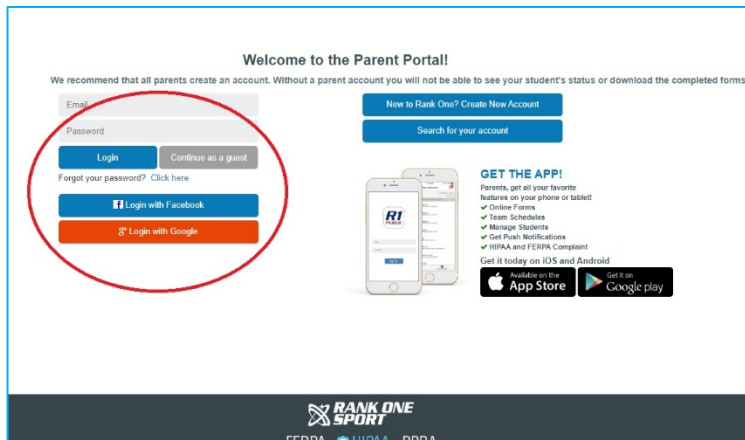 Welcome to the Parent Portal!
We recommend that all parents create an account. Without a parent account you will not be able to see your student's status or download the completed forms
Email
Password
Login
Continue as a guest
Forgot your password? Click here
Login with Facebook
Login with Google
New to Rank One? Create New Account
Search for your account
R1
GET THE APP!
Parents, get all your favorite
features on your phone or tablet!
Online Forms
Team Schedules
Manage Students
Get Push Notifications
HIPAA and FERPA Complaint
Get it today on iOS and Android
Available on the
App Store
Get it on
Google play
RANK ONE
SPORT
FERPA HIPAA PPRA